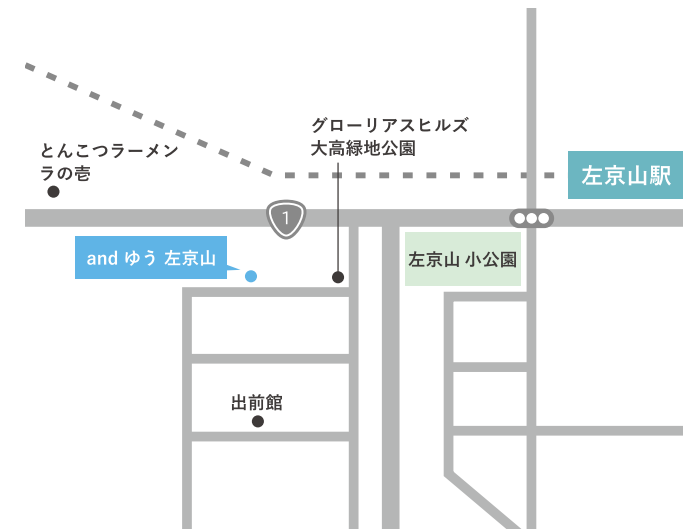 グローリアスヒルズ
大高緑地公園
とんこつラーメン
ラの壱
左京山駅
1
and ゆう 左京山
左京山 小公園
出前館